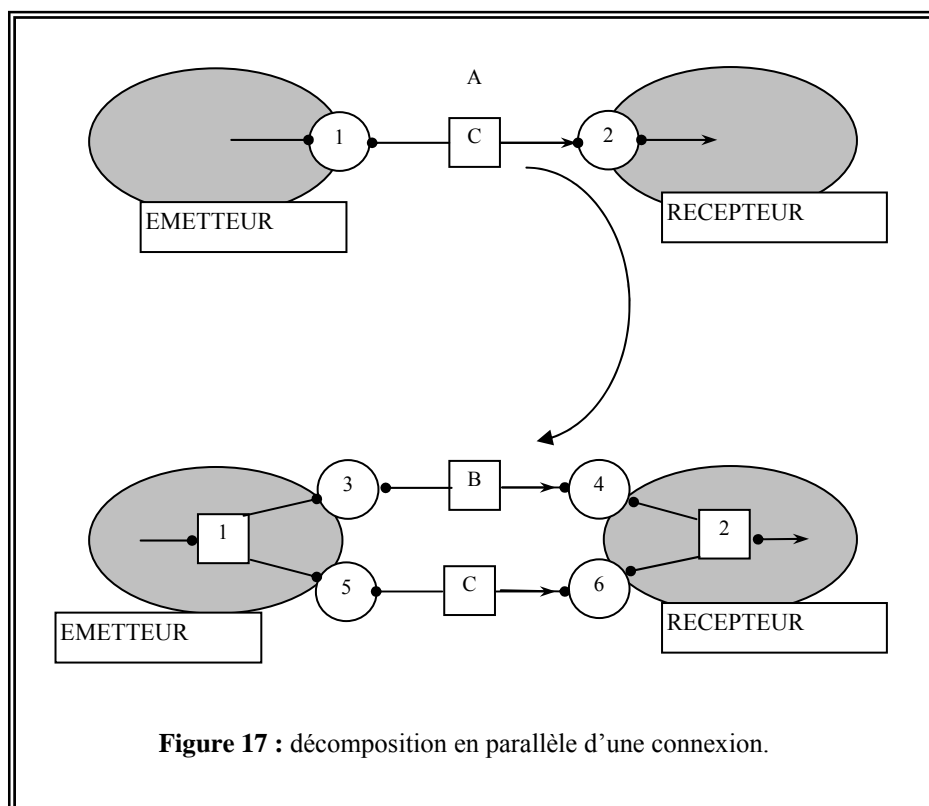 A
1
C
2
EMETTEUR
RECEPTEUR
3
B
4
1
2
5
C
6
EMETTEUR
RECEPTEUR
Figure 17 : décomposition en parallèle d’une connexion.